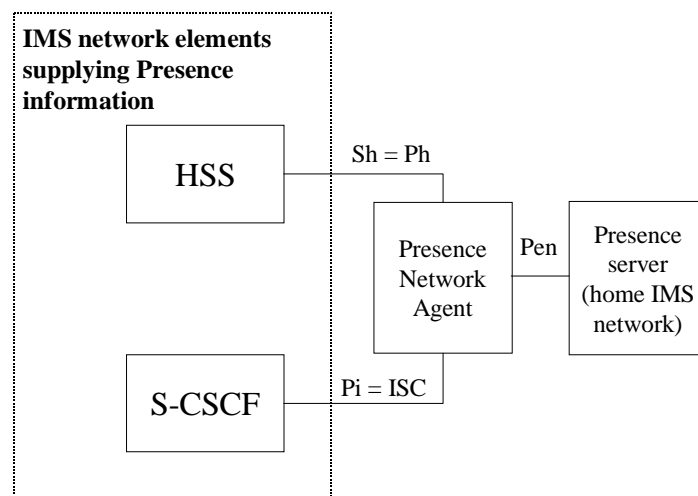 IMS network elements
supplying Presence
information
HSS
Sh = Ph
Presence
Network
Agent
Pen
Presence
server
(home IMS
network)
S-CSCF
Pi = ISC